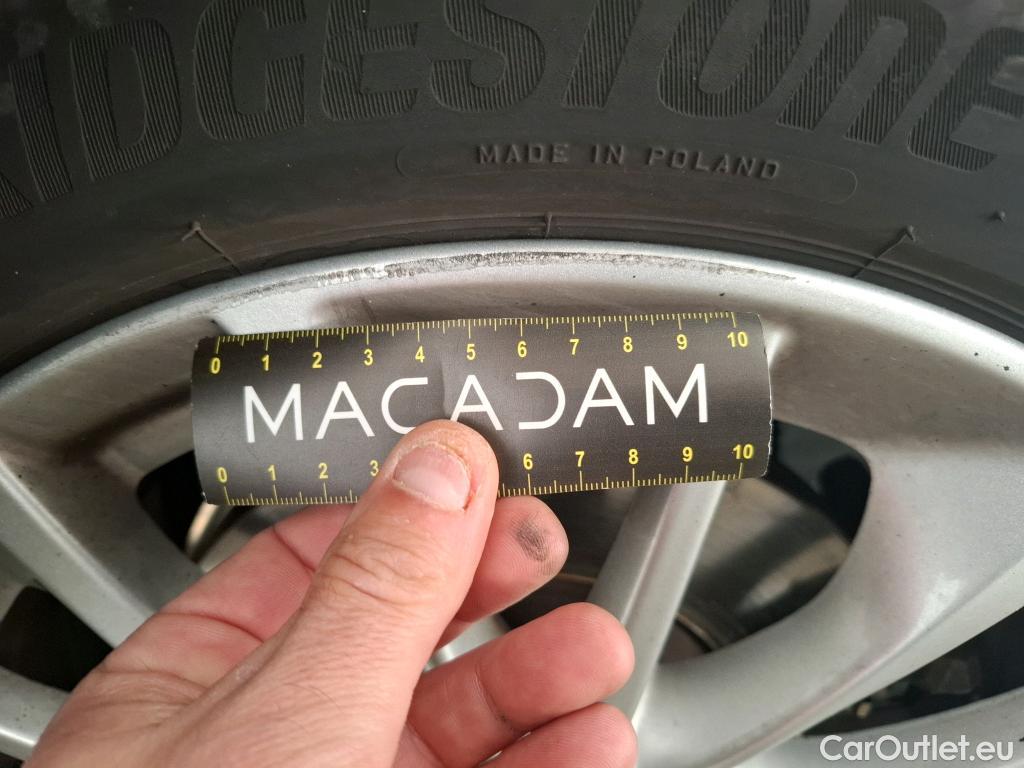 BRIDGESTONE
MADE IN POLAND
0 1 2 3 4 5 6 7 8 9 10
MACADAM
0 1 2 3 6 7 8 9 10
CarOutlet.eu